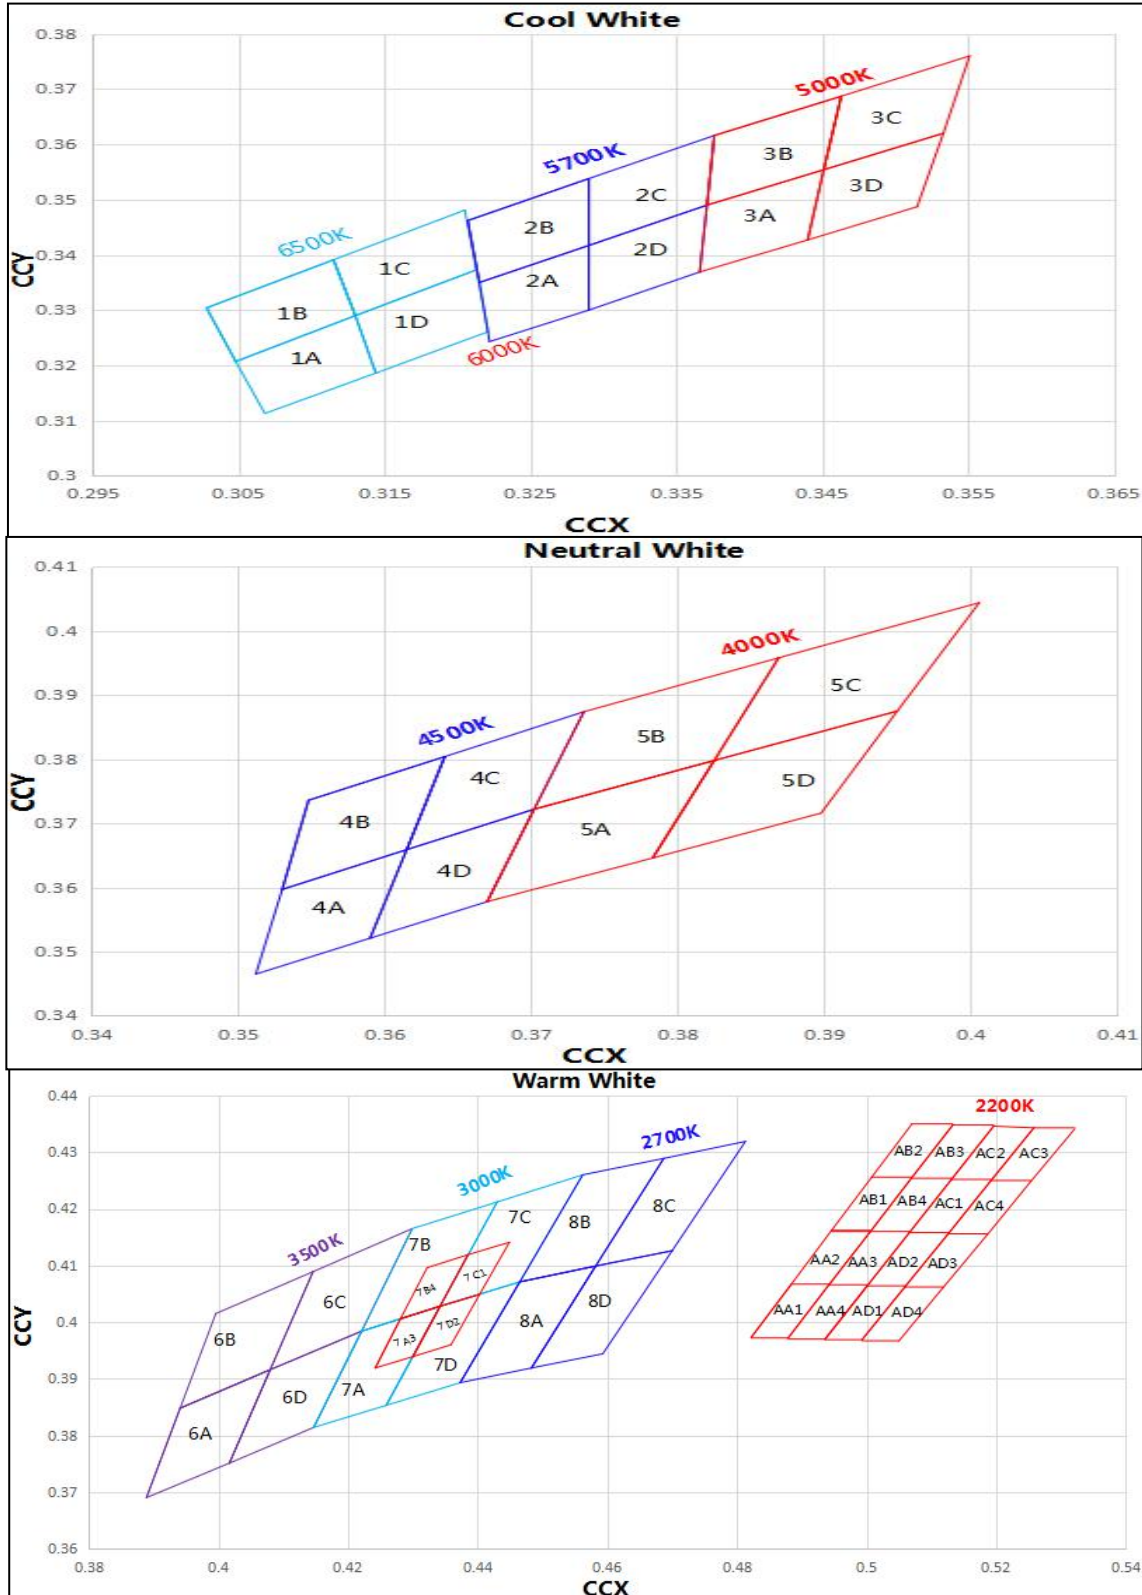 Cool White
0.38
5000K
0.37
3C
0.36
5700K
3B
2C
3D
0.35
6500K
2B
3A
CCY
0.34
1C
2D
2A
0.33
1B
1D
6000K
0.32
1A
0.31
0.3
0.295 0.305 0.315 0.325 0.335 0.345 0.355 0.365
CCX
Neutral White
0.41
0.4
4000K
0.39
5C
4500K
5B
0.38
4C
5D
CCY
0.37
4B
5A
4D
0.36
4A
0.35
0.34
0.34 0.35 0.36 0.37 0.38 0.39 0.4 0.41
CCX
Warm White
0.44
2200K
2700K
0.43
AB2 AB3 AC2 AC3
3000K
0.42
7C 8B 8C
AB1 AB4 AC1 AC4
3500K
7B
0.41
AA2 AA3 AD2 AD3
7C1
7B4
6C
8D
CCY
0.4
AA1 AA4 AD1 AD4
7D2
8A
6B
7A3
0.39
7D
6D
7A
0.38
6A
0.37
0.36
0.38 0.4 0.42 0.44 0.46 0.48 0.5 0.52 0.54
CCX